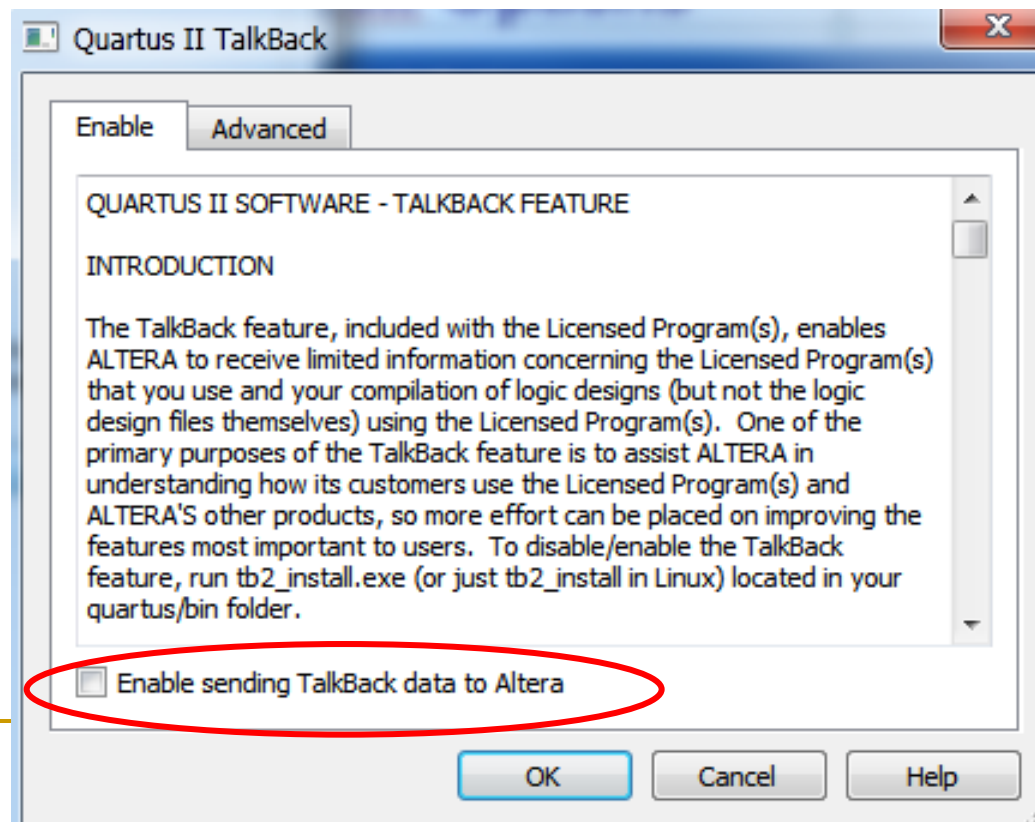 Quartus II TalkBack
Enable
Advanced
QUARTUS II SOFTWARE - TALKBACK FEATURE
INTRODUCTION
The TalkBack feature, included with the Licensed Program(s), enables
ALTERA to receive limited information concerning the Licensed Program(s)
that you use and your compilation of logic designs (but not the logic
design files themselves) using the Licensed Program(s).  One of the
primary purposes of the TalkBack feature is to assist ALTERA in
understanding how its customers use the Licensed Program(s) and
ALTERA'S other products, so more effort can be placed on improving the
features most important to users.  To disable/enable the TalkBack
feature, run tb2_install.exe (or just tb2_install in Linux) located in your
quartus/bin folder.
Enable sending TalkBack data to Altera
OK
Cancel
Help